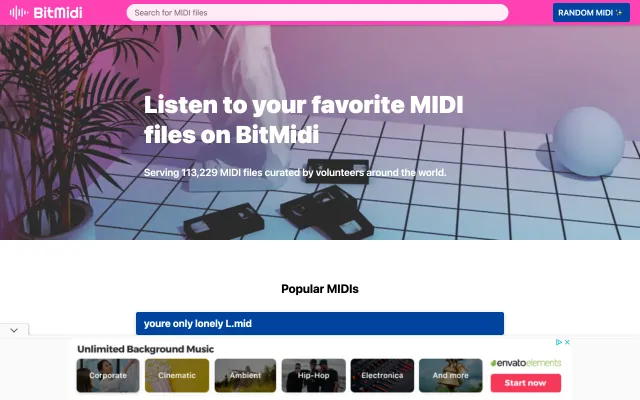 BitMidi
Search for MIDI files
RANDOM MIDI ✨
Listen to your favorite MIDI
files on BitMidi
Serving 113,229 MIDI files curated by volunteers around the world.
Popular MIDIs
youre only lonely L.mid
Unlimited Background Music
Corporate
Cinematic
Ambient
Hip-Hop
Electronica
And more
envatoelements
Start now